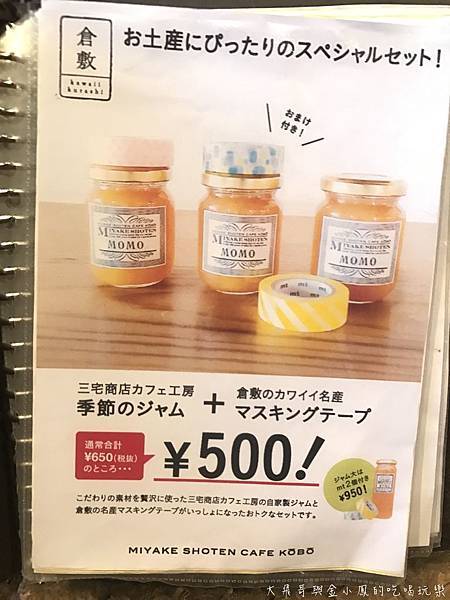 倉敷
kawaii
kurashi
お土産にぴったりのスペシャルセット!
おまけ
付き!
MIYAKE SHOTEN
MOMO
MIYAKE SHOTEN
MOMO
MIYAKE SHOTEN
MOMO
mt
三宅商店カフェ工房
季節のジャム
+
倉敷のカワイイ名産
マスキングテープ
通常合計
¥650(税抜)
のところ・・・
¥500!
ジャム大は
mt2個付き
¥950!
こだわりの素材を贅沢に使った三宅商店カフェ工房の自家製ジャムと
倉敷の名産マスキングテープがいっしょになったおトクなセットです。
MIYAKE SHOTEN CAFE KŌBŌ
大飛哥與金小鳳的吃喝玩樂